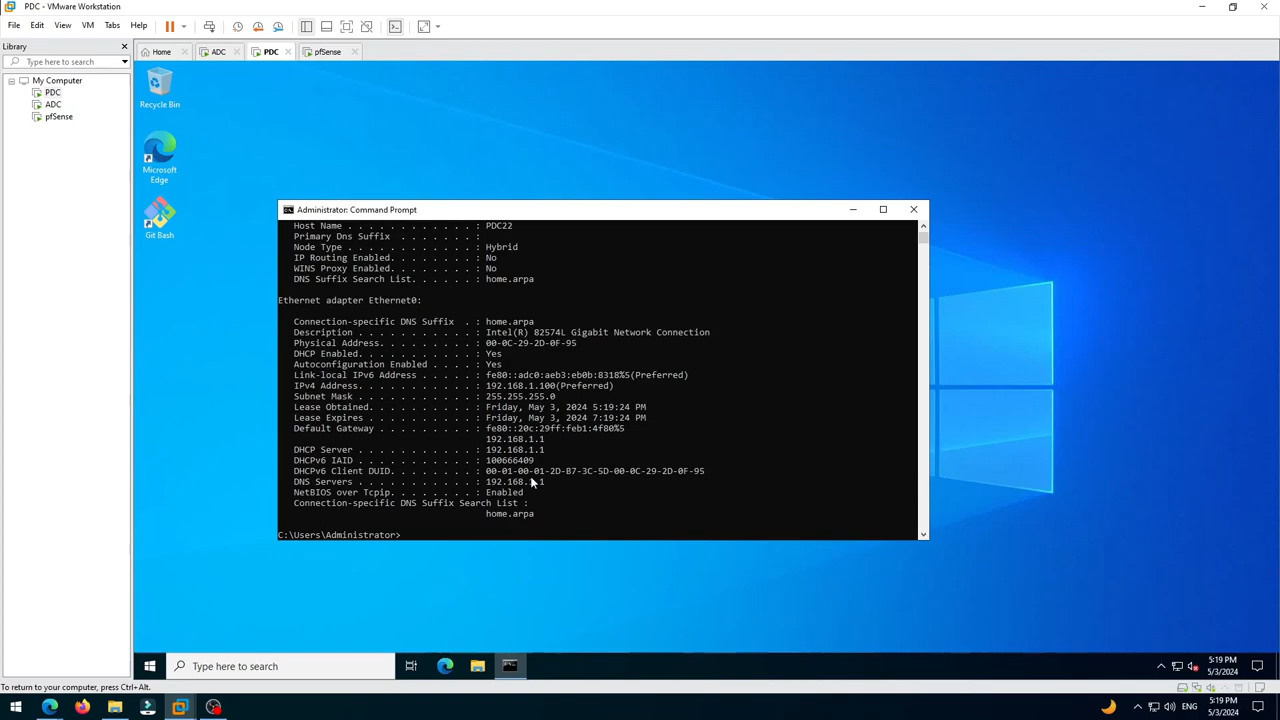 PDC - VMware Workstation
File Edit View VM Tabs Help
Library
Type here to search
My Computer
PDC
ADC
pfSense
Home
ADC
PDC
pfSense
Recycle Bin
Microsoft
Edge
Git Bash
Administrator: Command Prompt
Host Name . . . . . . . . . . . . : PDC22
Primary Dns Suffix . . . . . . . :
Node Type . . . . . . . . . . . . : Hybrid
IP Routing Enabled. . . . . . . . : No
WINS Proxy Enabled. . . . . . . . : No
DNS Suffix Search List. . . . . . : home.arpa
Ethernet adapter Ethernet0:
Connection-specific DNS Suffix . : home.arpa
Description . . . . . . . . . . . : Intel(R) 82574L Gigabit Network Connection
Physical Address. . . . . . . . . : 00-0C-29-2D-0F-95
DHCP Enabled. . . . . . . . . . . : Yes
Autoconfiguration Enabled . . . . : Yes
Link-local IPv6 Address . . . . . : fe80::adc0:aeb3:eb0b:8318%5(Preferred)
IPv4 Address. . . . . . . . . . . : 192.168.1.100(Preferred)
Subnet Mask . . . . . . . . . . . : 255.255.255.0
Lease Obtained. . . . . . . . . . : Friday, May 3, 2024 5:19:24 PM
Lease Expires . . . . . . . . . . : Friday, May 3, 2024 7:19:24 PM
Default Gateway . . . . . . . . . : fe80::20c:29ff:feb1:4f80%5
192.168.1.1
DHCP Server . . . . . . . . . . . : 192.168.1.1
DHCPv6 IAID . . . . . . . . . . . : 100666409
DHCPv6 Client DUID. . . . . . . . : 00-01-00-01-2D-B7-3C-5D-00-0C-29-2D-0F-95
DNS Servers . . . . . . . . . . . : 192.168.1.1
NetBIOS over Tcpip. . . . . . . . : Enabled
Connection-specific DNS Suffix Search List :
home.arpa
C:\Users\Administrator>
Type here to search
5:19 PM
5/3/2024
To return to your computer, press Ctrl+Alt.
ENG
5:19 PM
5/3/2024